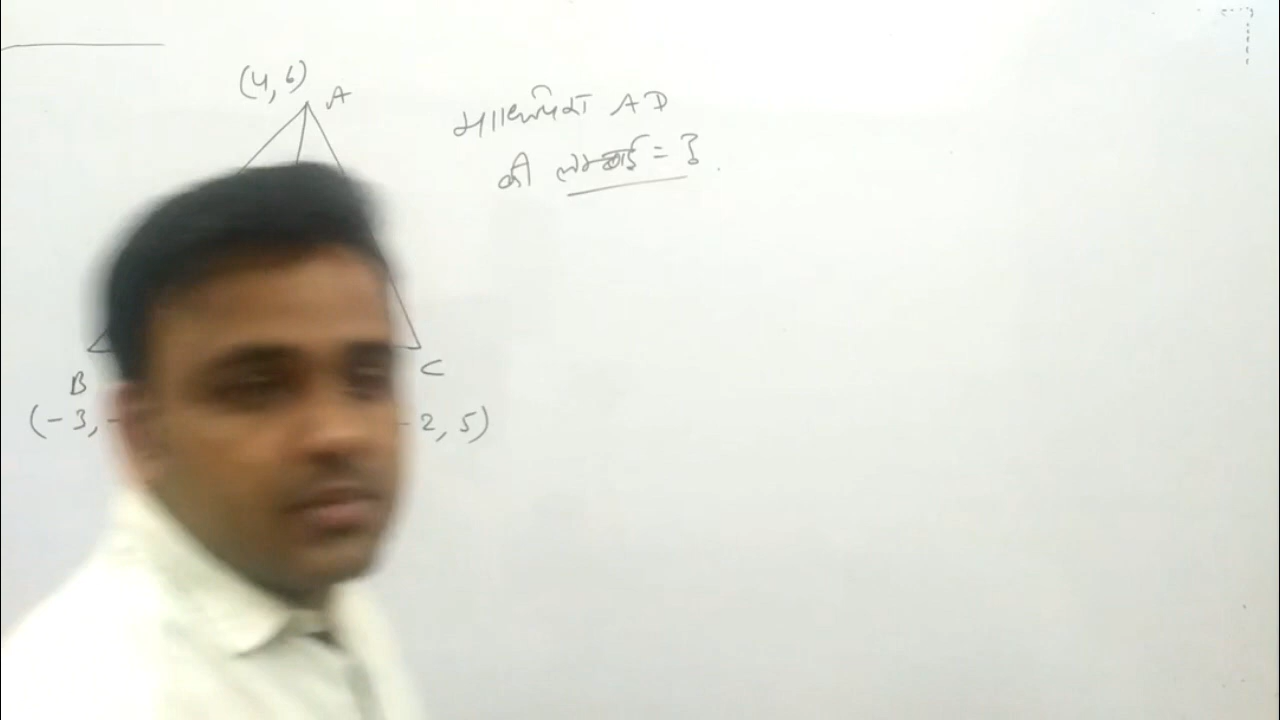 (4, 6) A
माध्यिका AD
की लम्बाई = ?
B C
(-3, - - 2, 5)